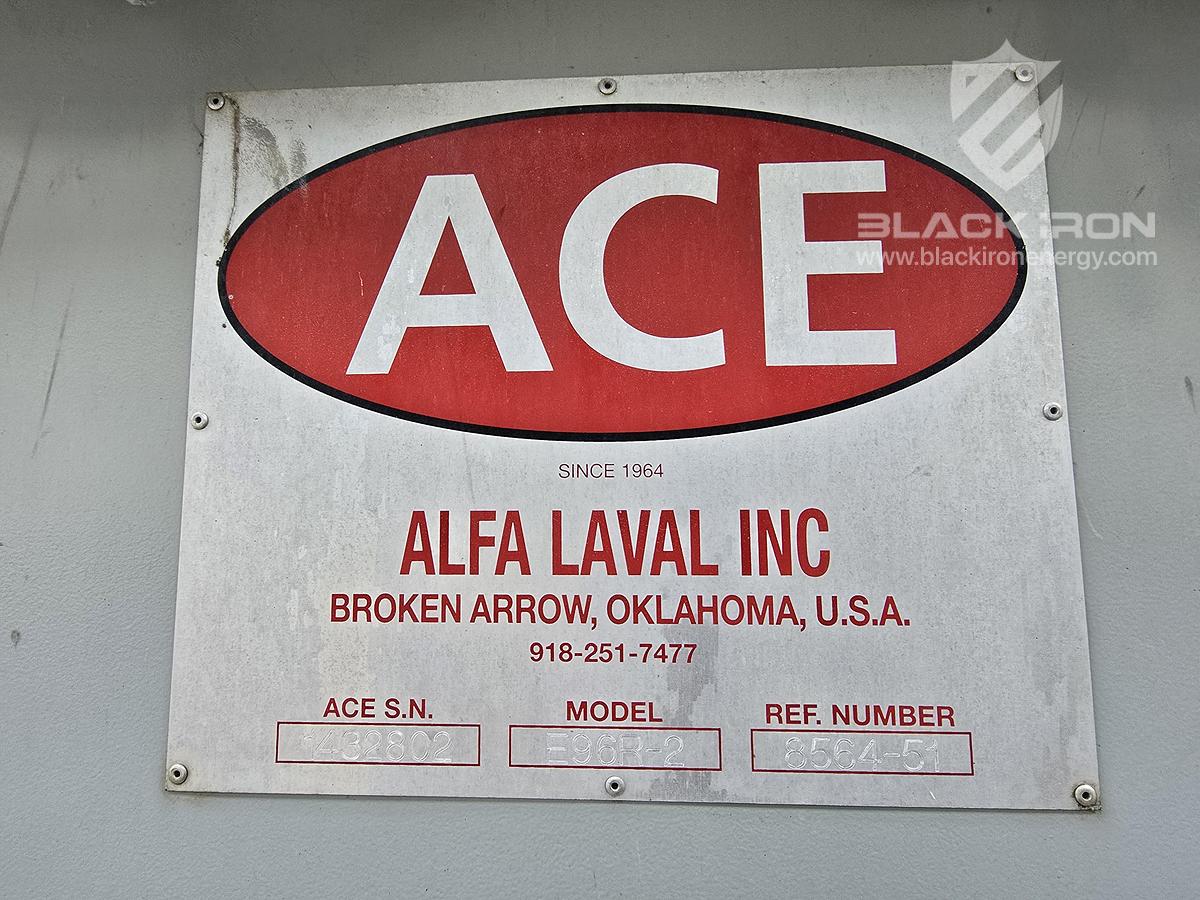 ACE
BLACK IRON
www.blackironenergy.com
SINCE 1964
ALFA LAVAL INC
BROKEN ARROW, OKLAHOMA, U.S.A.
918-251-7477
ACE S.N. MODEL REF. NUMBER
1432802 E96R-2 8564-51